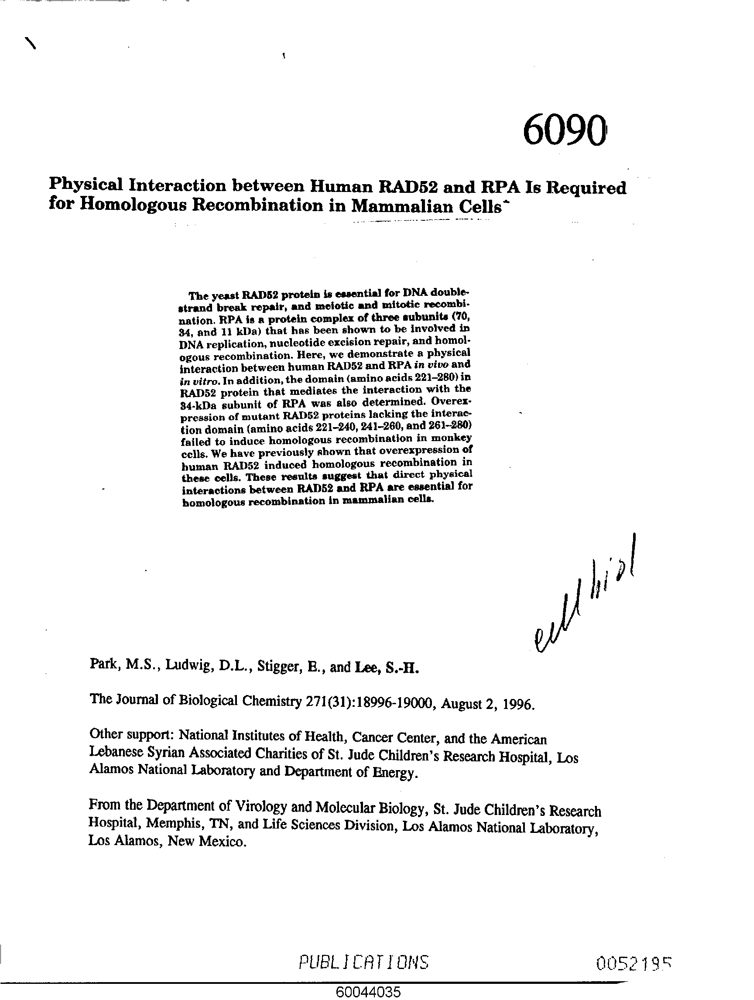 6090
Physical Interaction between Human RAD52 and RPA Is Required
for Homologous Recombination in Mammalian Cells*
The yeast RAD52 protein is essential for DNA double-
strand break repair, and meiotic and mitotic recombi-
nation. RPA is a protein complex of three subunits (70,
34, and 11 kDa) that has been shown to be involved in
DNA replication, nucleotide excision repair, and homol-
ogous recombination. Here, we demonstrate a physical
interaction between human RAD52 and RPA in vivo and
in vitro. In addition, the domain (amino acids 221–280) in
RAD52 protein that mediates the interaction with the
34-kDa subunit of RPA was also determined. Overex-
pression of mutant RAD52 proteins lacking the interac-
tion domain (amino acids 221–240, 241–260, and 261–280)
failed to induce homologous recombination in monkey
cells. We have previously shown that overexpression of
human RAD52 induced homologous recombination in
these cells. These results suggest that direct physical
interactions between RAD52 and RPA are essential for
homologous recombination in mammalian cells.
cell biol
Park, M.S., Ludwig, D.L., Stigger, E., and Lee, S.-H.
The Journal of Biological Chemistry 271(31):18996-19000, August 2, 1996.
Other support: National Institutes of Health, Cancer Center, and the American
Lebanese Syrian Associated Charities of St. Jude Children's Research Hospital, Los
Alamos National Laboratory and Department of Energy.
From the Department of Virology and Molecular Biology, St. Jude Children's Research
Hospital, Memphis, TN, and Life Sciences Division, Los Alamos National Laboratory,
Los Alamos, New Mexico.
PUBLICATIONS 0052195
60044035